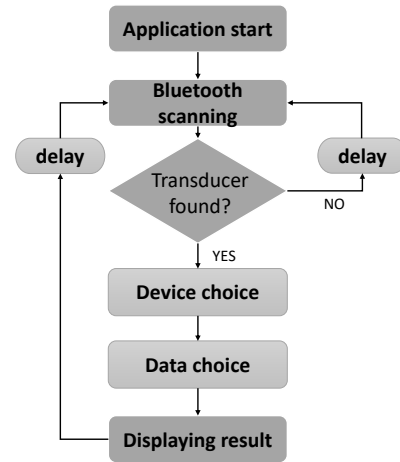 Application start
Bluetooth
scanning
delay
delay
Transducer
found?
NO
YES
Device choice
Data choice
Displaying result